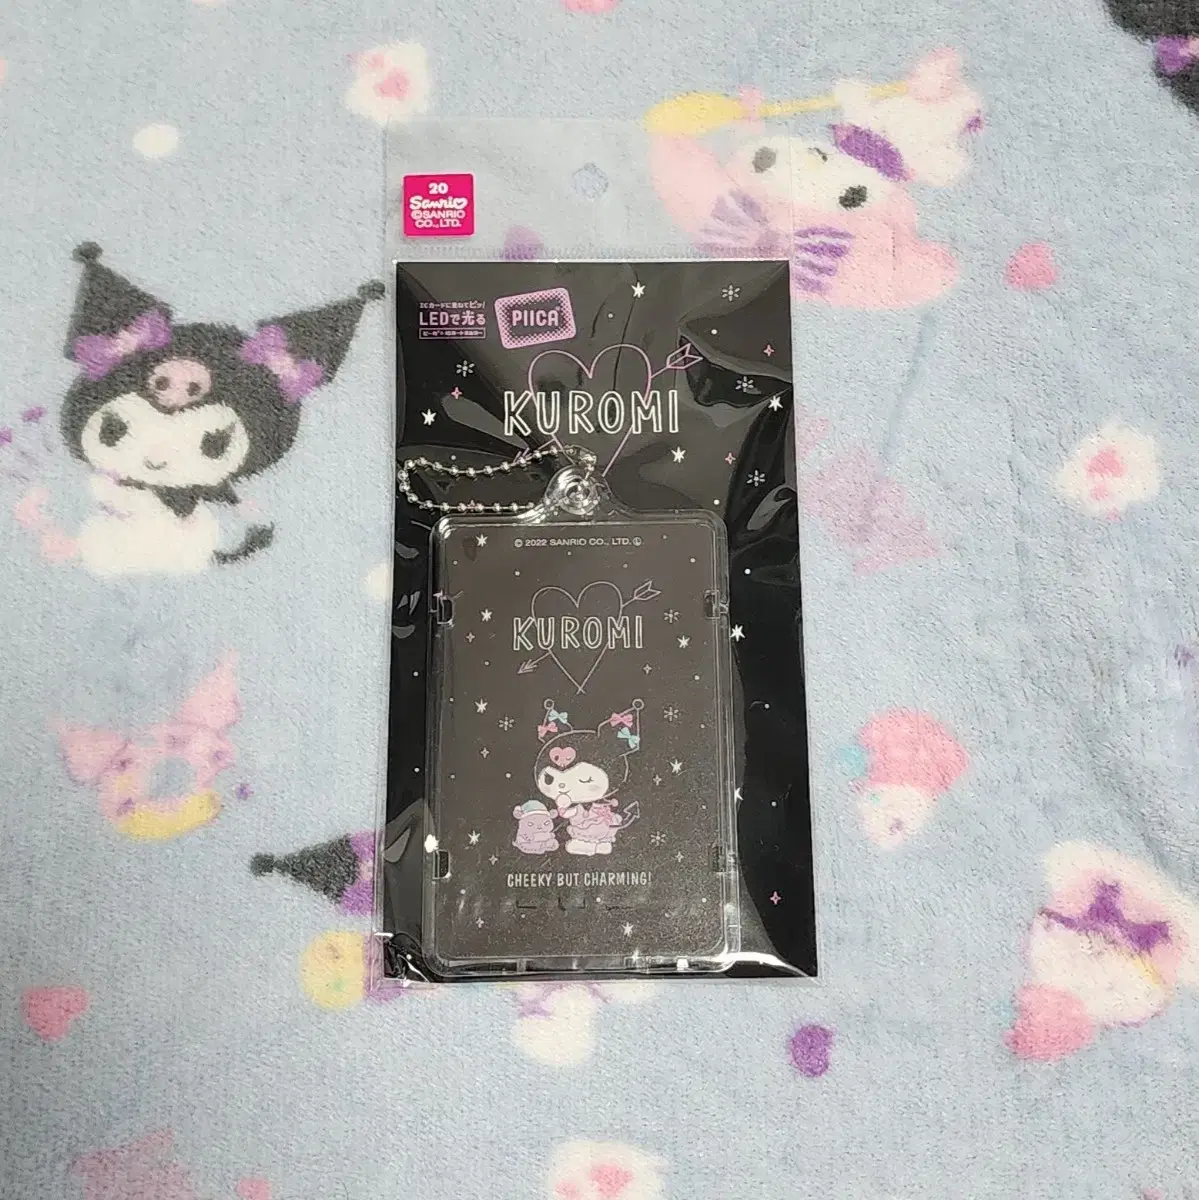 20
Sanrio
©SANRIO
CO., LTD.
ICカードに重ねてピッ!
LEDで光る
PIICA
KUROMI
© 2022 SANRIO CO., LTD. Ⓛ
KUROMI
CHEEKY BUT CHARMING!